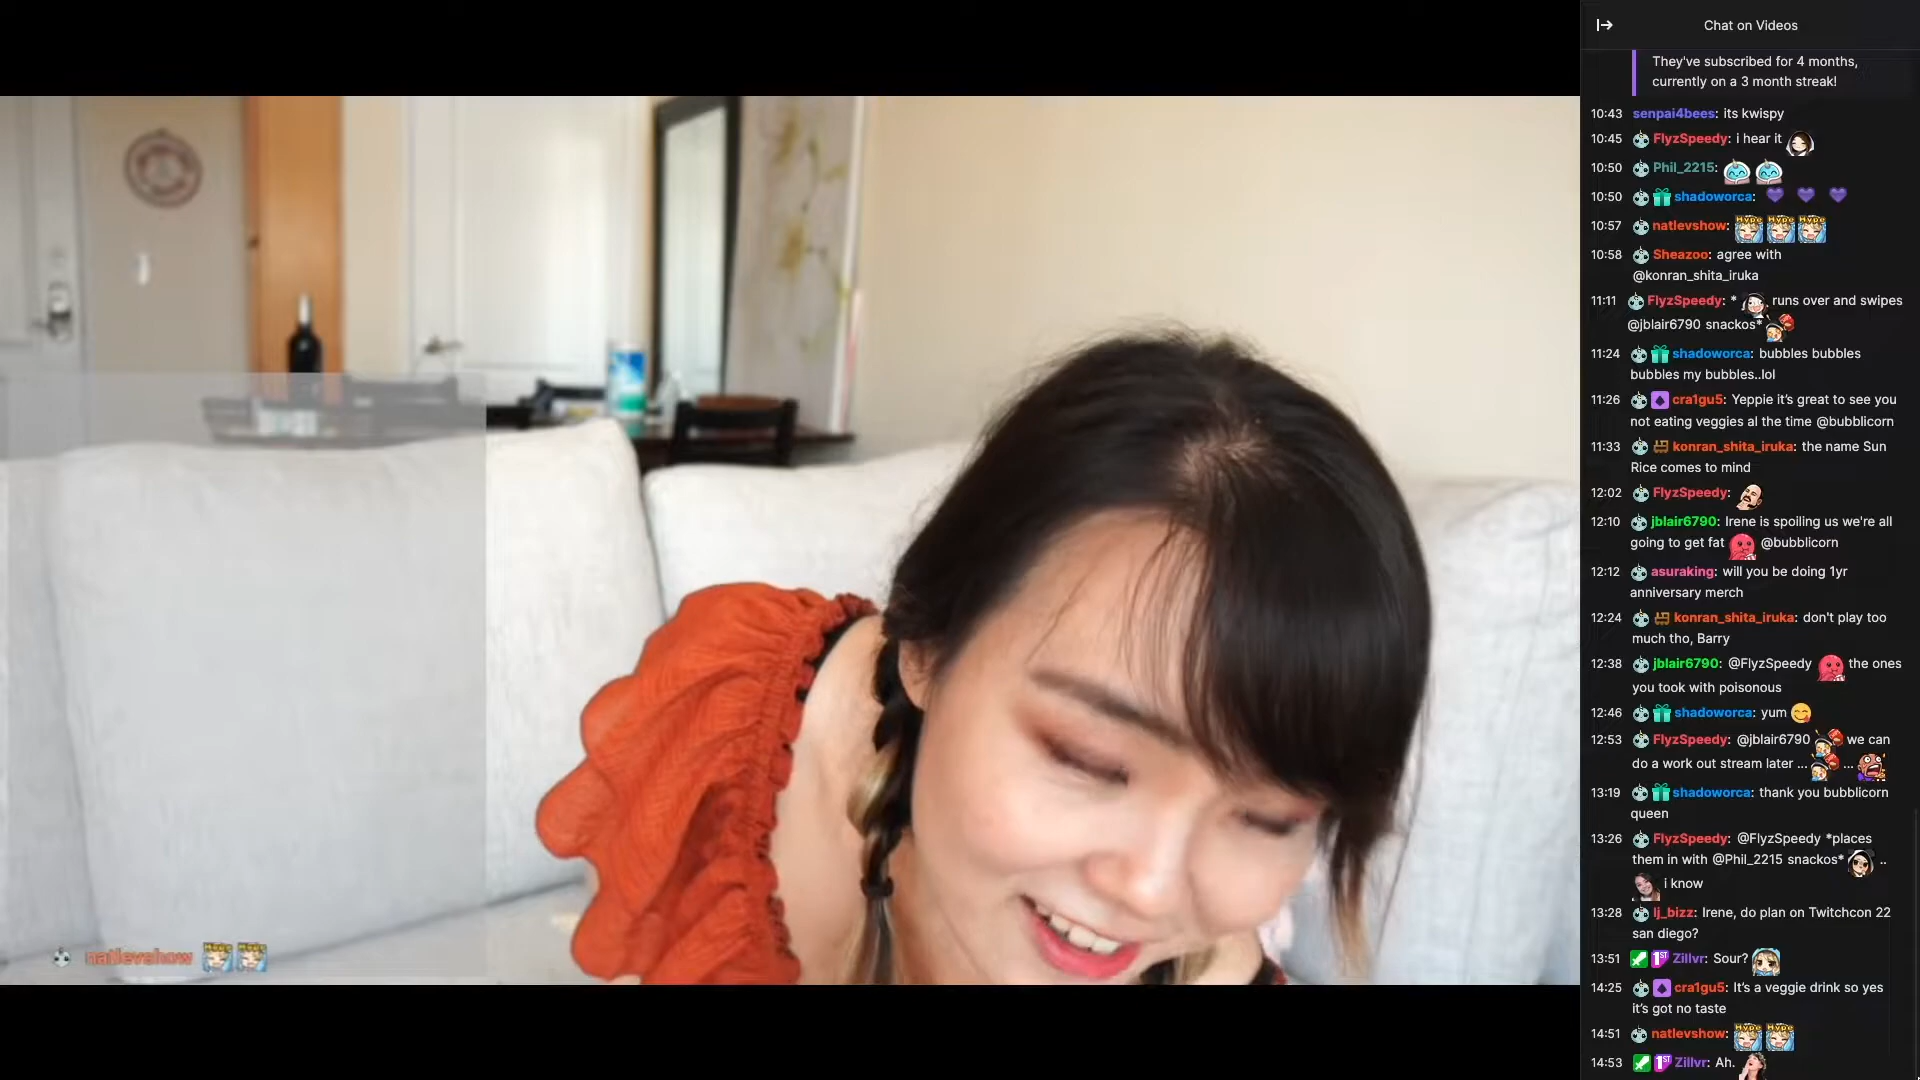 Chat on Videos
They've subscribed for 4 months,
currently on a 3 month streak!
10:43 senpai4bees: its kwispy
10:45 FlyzSpeedy: i hear it
10:50 Phil_2215:
10:50 shadoworca:
10:57 natlevshow: HYPE HYPE HYPE
10:58 Sheazoo: agree with
@konran_shita_iruka
11:11 FlyzSpeedy: * runs over and swipes
@jblair6790 snackos*
11:24 shadoworca: bubbles bubbles
bubbles my bubbles..lol
11:26 cra1gu5: Yeppie it's great to see you
not eating veggies al the time @bubblicorn
11:33 konran_shita_iruka: the name Sun
Rice comes to mind
12:02 FlyzSpeedy:
12:10 jblair6790: Irene is spoiling us we're all
going to get fat @bubblicorn
12:12 asuraking: will you be doing 1yr
anniversary merch
12:24 konran_shita_iruka: don't play too
much tho, Barry
12:38 jblair6790: @FlyzSpeedy the ones
you took with poisonous
12:46 shadoworca: yum
12:53 FlyzSpeedy: @jblair6790 we can
do a work out stream later ... ...
13:19 shadoworca: thank you bubblicorn
queen
13:26 FlyzSpeedy: @FlyzSpeedy *places
them in with @Phil_2215 snackos* ..
i know
13:28 lj_bizz: Irene, do plan on Twitchcon 22
san diego?
13:51 1ST Zillvr: Sour?
14:25 cra1gu5: It's a veggie drink so yes
it's got no taste
14:51 natlevshow: HYPE HYPE
14:53 1ST Zillvr: Ah.
natlevshow HYPE HYPE